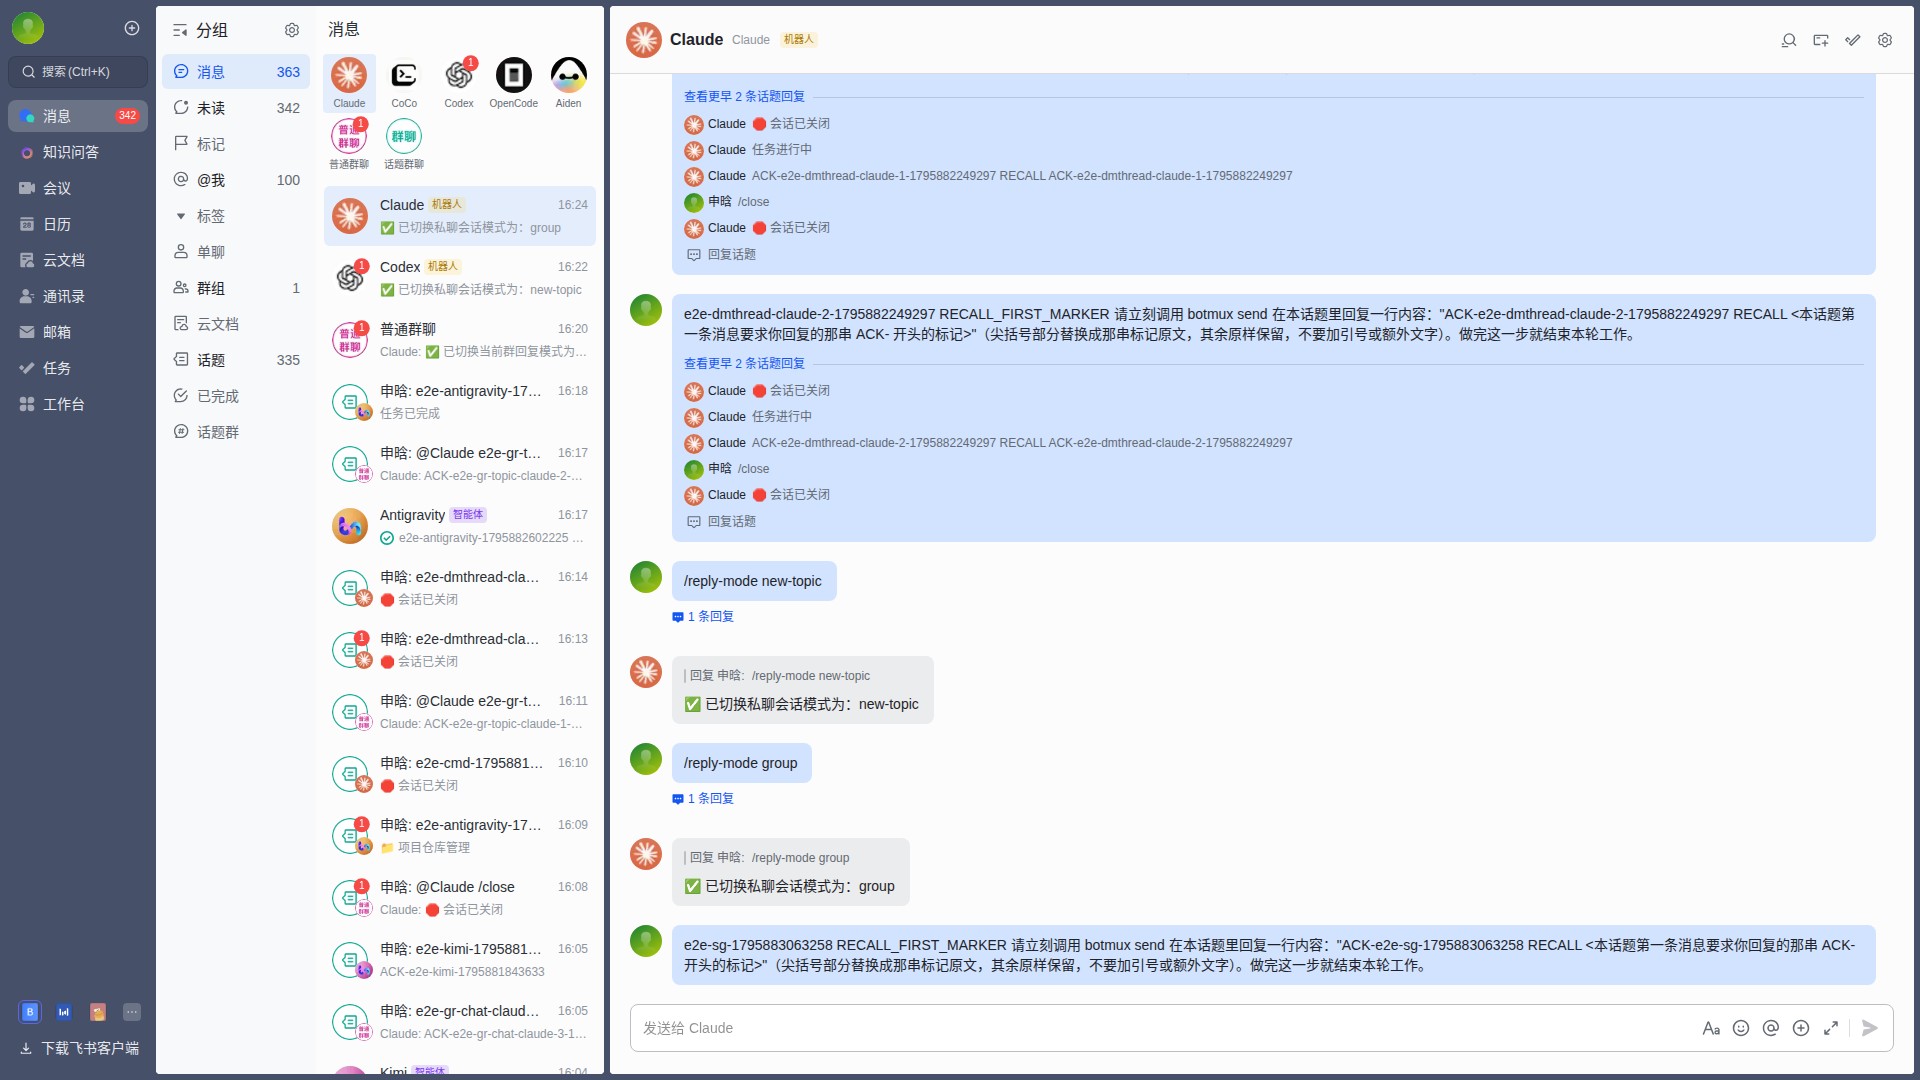 搜索 (Ctrl+K)
消息 342
知识问答
会议
日历
云文档
通讯录
邮箱
任务
工作台
下载飞书客户端
分组
消息 363
未读 342
标记
@我 100
标签
单聊
群组 1
云文档
话题 335
已完成
话题群
消息
Claude
CoCo
1
Codex
OpenCode
Aiden
1
普通群聊
群聊
话题群聊
Claude 机器人 16:24
✅ 已切换私聊会话模式为：group
1
Codex 机器人 16:22
✅ 已切换私聊会话模式为：new-topic
1
普通群聊 16:20
Claude: ✅ 已切换当前群回复模式为…
申晗: e2e-antigravity-17… 16:18
任务已完成
申晗: @Claude e2e-gr-t… 16:17
Claude: ACK-e2e-gr-topic-claude-2-…
Antigravity 智能体 16:17
e2e-antigravity-1795882602225 …
申晗: e2e-dmthread-cla… 16:14
🛑 会话已关闭
1
申晗: e2e-dmthread-cla… 16:13
🛑 会话已关闭
申晗: @Claude e2e-gr-t… 16:11
Claude: ACK-e2e-gr-topic-claude-1-…
申晗: e2e-cmd-1795881… 16:10
🛑 会话已关闭
1
申晗: e2e-antigravity-17… 16:09
📁 项目仓库管理
1
申晗: @Claude /close 16:08
Claude: 🛑 会话已关闭
申晗: e2e-kimi-1795881… 16:05
ACK-e2e-kimi-1795881843633
申晗: e2e-gr-chat-claud… 16:05
Claude: ACK-e2e-gr-chat-claude-3-1…
Kimi 智能体 16:04
Claude Claude 机器人
查看更早 2 条话题回复
Claude 🛑 会话已关闭
Claude 任务进行中
Claude ACK-e2e-dmthread-claude-1-1795882249297 RECALL ACK-e2e-dmthread-claude-1-1795882249297
申晗 /close
Claude 🛑 会话已关闭
回复话题
e2e-dmthread-claude-2-1795882249297 RECALL_FIRST_MARKER 请立刻调用 botmux send 在本话题里回复一行内容："ACK-e2e-dmthread-claude-2-1795882249297 RECALL <本话题第
一条消息要求你回复的那串 ACK- 开头的标记>"（尖括号部分替换成那串标记原文，其余原样保留，不要加引号或额外文字）。做完这一步就结束本轮工作。
查看更早 2 条话题回复
Claude 🛑 会话已关闭
Claude 任务进行中
Claude ACK-e2e-dmthread-claude-2-1795882249297 RECALL ACK-e2e-dmthread-claude-2-1795882249297
申晗 /close
Claude 🛑 会话已关闭
回复话题
/reply-mode new-topic
1 条回复
回复 申晗：/reply-mode new-topic
✅ 已切换私聊会话模式为：new-topic
/reply-mode group
1 条回复
回复 申晗：/reply-mode group
✅ 已切换私聊会话模式为：group
e2e-sg-1795883063258 RECALL_FIRST_MARKER 请立刻调用 botmux send 在本话题里回复一行内容："ACK-e2e-sg-1795883063258 RECALL <本话题第一条消息要求你回复的那串 ACK-
开头的标记>"（尖括号部分替换成那串标记原文，其余原样保留，不要加引号或额外文字）。做完这一步就结束本轮工作。
发送给 Claude